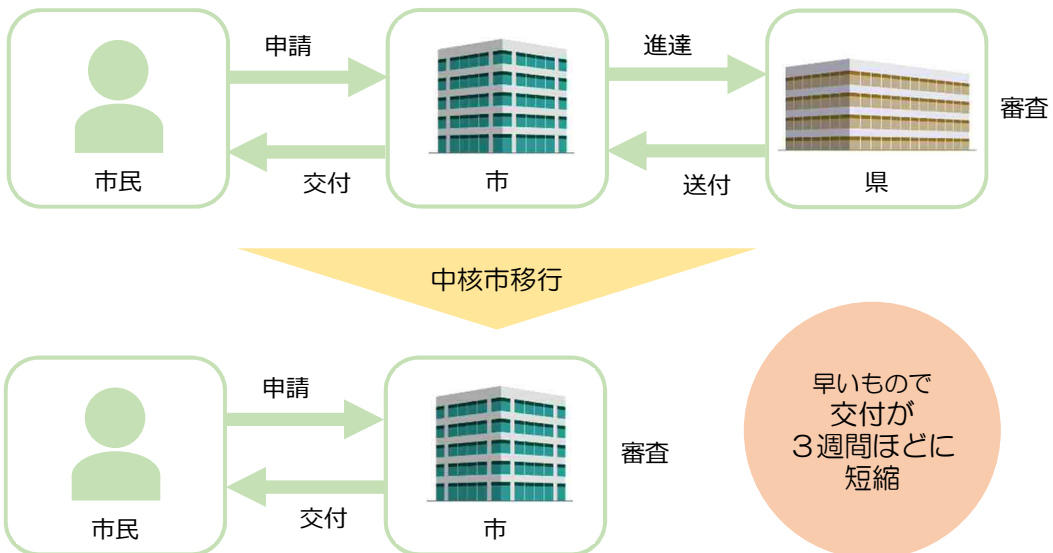 申請
進達
審査
交付
送付
市民
市
県
中核市移行
申請
審査
交付
市民
市
早いもので
交付が
３週間ほどに
短縮